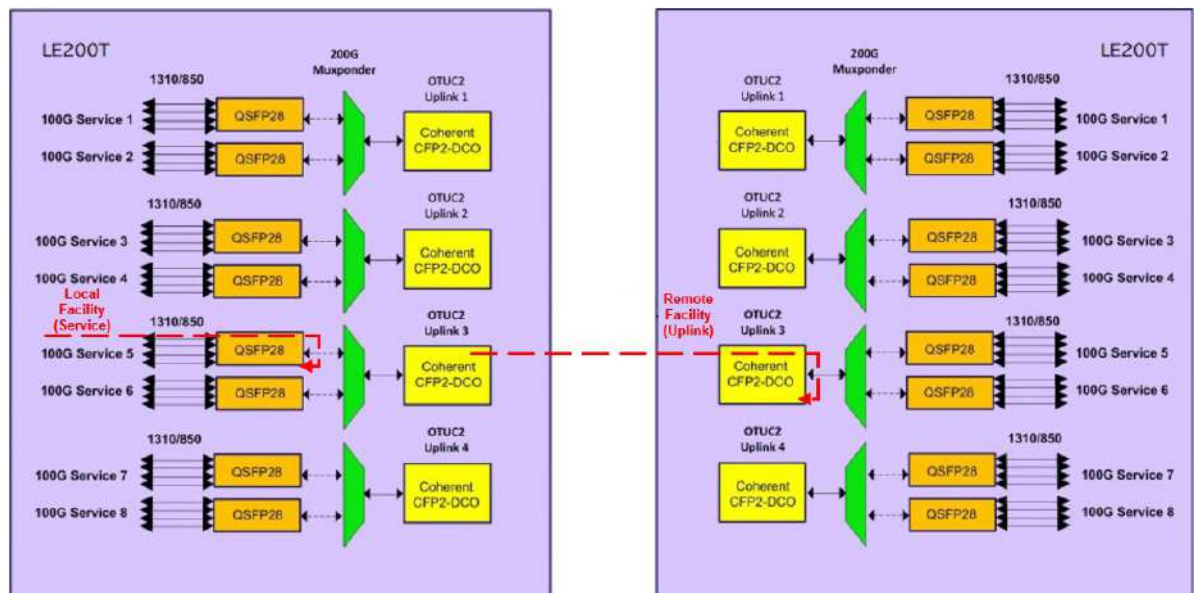 LE200T
200G
Muxponder
1310/850
OTUC2
Uplink 1
100G Service 1
QSFP28
Coherent
CFP2-DCO
100G Service 2
QSFP28
1310/850
OTUC2
Uplink 2
100G Service 3
QSFP28
Coherent
CFP2-DCO
100G Service 4
QSFP28
Local
Facility
(Service)
1310/850
OTUC2
Uplink 3
100G Service 5
QSFP28
Coherent
CFP2-DCO
100G Service 6
QSFP28
1310/850
OTUC2
Uplink 4
100G Service 7
QSFP28
Coherent
CFP2-DCO
100G Service 8
QSFP28
LE200T
200G
Muxponder
1310/850
OTUC2
Uplink 1
QSFP28
100G Service 1
Coherent
CFP2-DCO
QSFP28
100G Service 2
OTUC2
Uplink 2
1310/850
QSFP28
100G Service 3
Coherent
CFP2-DCO
QSFP28
100G Service 4
Remote
Facility
(Uplink)
OTUC2
Uplink 3
1310/850
QSFP28
100G Service 5
Coherent
CFP2-DCO
QSFP28
100G Service 6
OTUC2
Uplink 4
1310/850
QSFP28
100G Service 7
Coherent
CFP2-DCO
QSFP28
100G Service 8